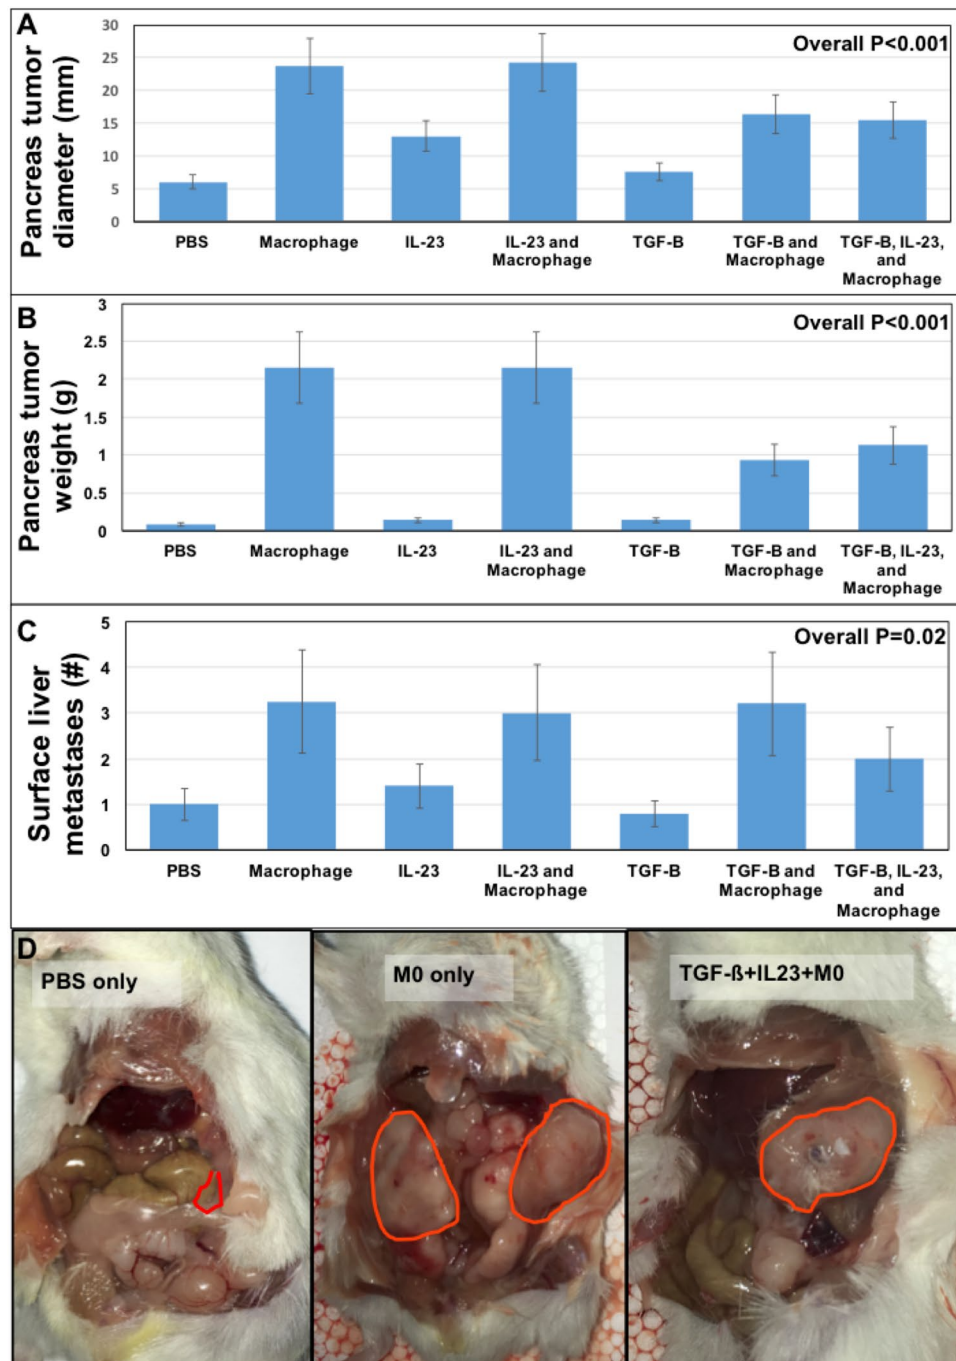 A
Overall P<0.001
Pancreas tumor
diameter (mm)
30
25
20
15
10
5
0
PBS
Macrophage
IL-23
IL-23 and
Macrophage
TGF-B
TGF-B and
Macrophage
TGF-B, IL-23,
and
Macrophage
B
Overall P<0.001
Pancreas tumor
weight (g)
3
2.5
2
1.5
1
0.5
0
PBS
Macrophage
IL-23
IL-23 and
Macrophage
TGF-B
TGF-B and
Macrophage
TGF-B, IL-23,
and
Macrophage
C
Overall P=0.02
Surface liver
metastases (#)
5
4
3
2
1
0
PBS
Macrophage
IL-23
IL-23 and
Macrophage
TGF-B
TGF-B and
Macrophage
TGF-B, IL-23,
and
Macrophage
D
PBS only
M0 only
TGF-ß+IL23+M0